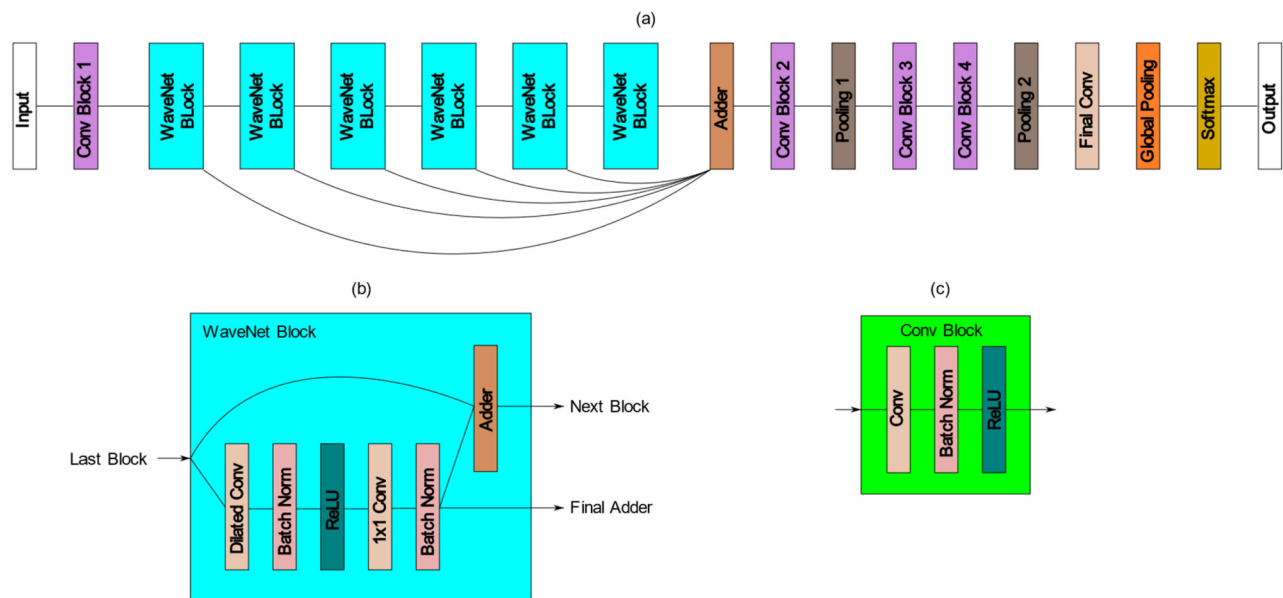 (a)
Input
Conv Block 1
WaveNet
BLock
WaveNet
BLock
WaveNet
BLock
WaveNet
BLock
WaveNet
BLock
WaveNet
BLock
Adder
Conv Block 2
Pooling 1
Conv Block 3
Conv Block 4
Pooling 2
Final Conv
Global Pooling
Softmax
Output
(b)
WaveNet Block
Last Block
Dilated Conv
Batch Norm
ReLU
1x1 Conv
Batch Norm
Adder
Next Block
Final Adder
(c)
Conv Block
Conv
Batch Norm
ReLU